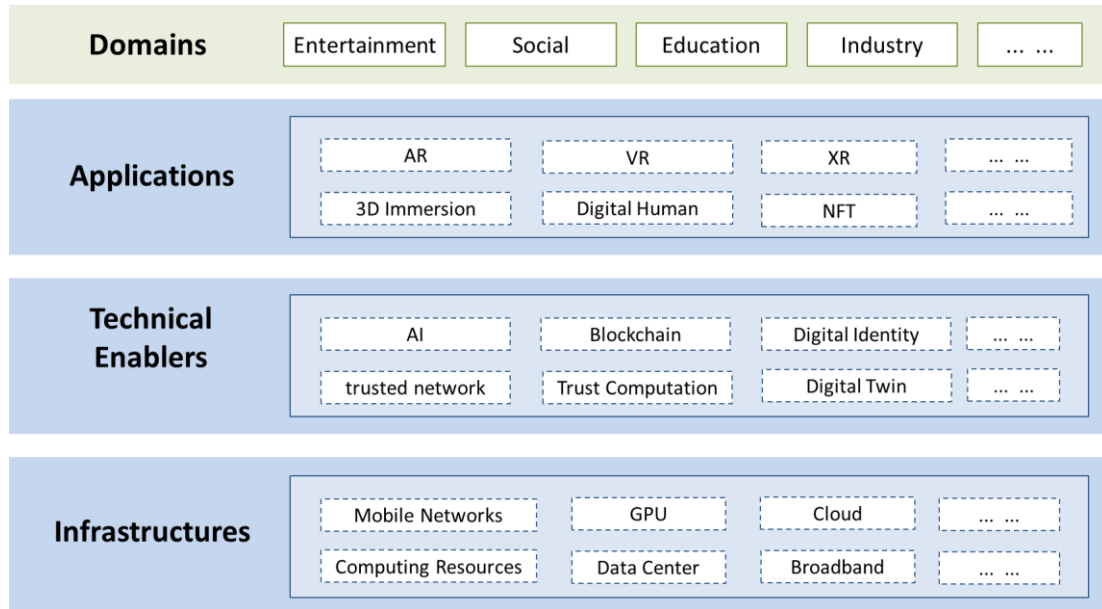 Domains
Entertainment
Social
Education
Industry
... ...
Applications
AR
VR
XR
... ...
3D Immersion
Digital Human
NFT
... ...
Technical
Enablers
AI
Blockchain
Digital Identity
... ...
trusted network
Trust Computation
Digital Twin
... ...
Infrastructures
Mobile Networks
GPU
Cloud
... ...
Computing Resources
Data Center
Broadband
... ...